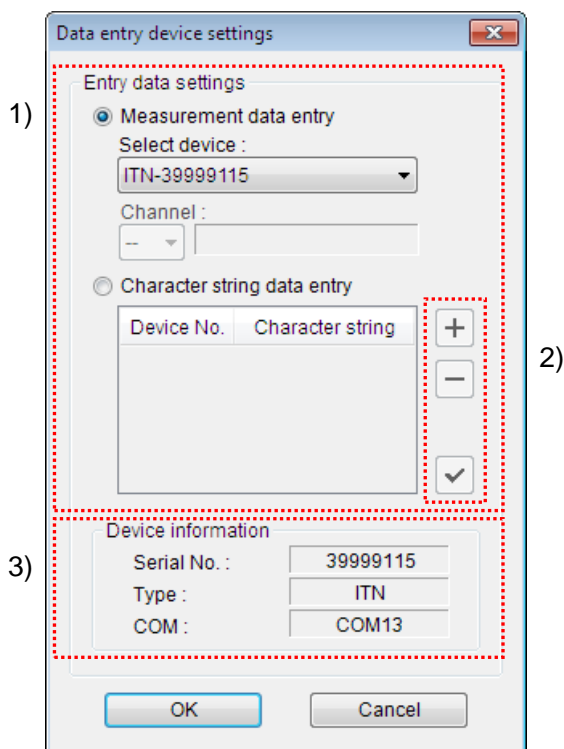 Data entry device settings
Entry data settings
1)
Measurement data entry
Select device :
ITN-39999115
Channel :
--
Character string data entry
Device No. Character string
2)
Device information
3)
Serial No. : 39999115
Type : ITN
COM : COM13
OK Cancel